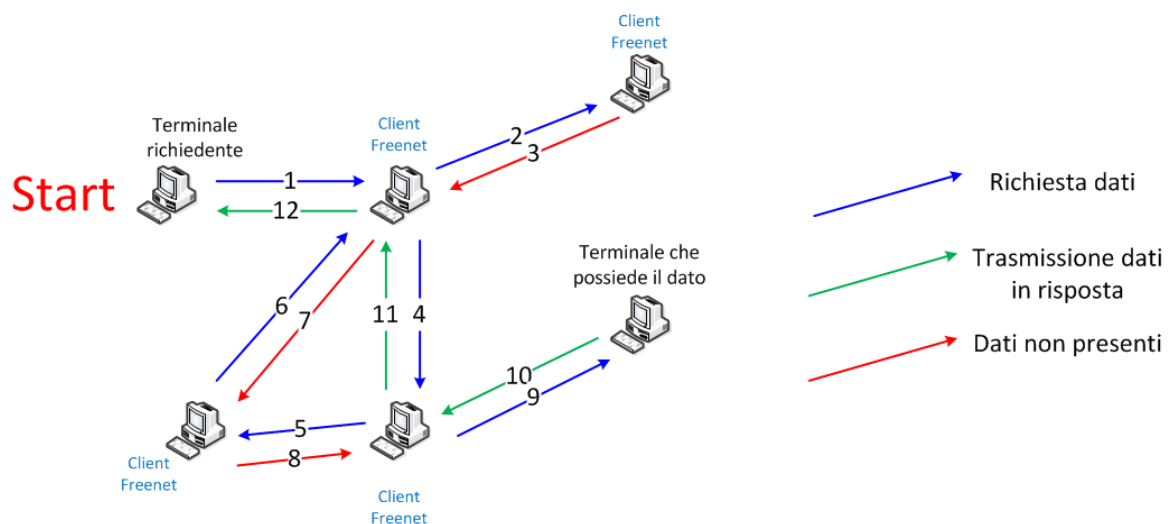 Client
Freenet
Terminale
richiedente
Client
Freenet
Start
1
12
2
3
Richiesta dati
Terminale che
possiede il dato
Trasmissione dati
in risposta
6
7
11
4
Dati non presenti
10
9
5
8
Client
Freenet
Client
Freenet